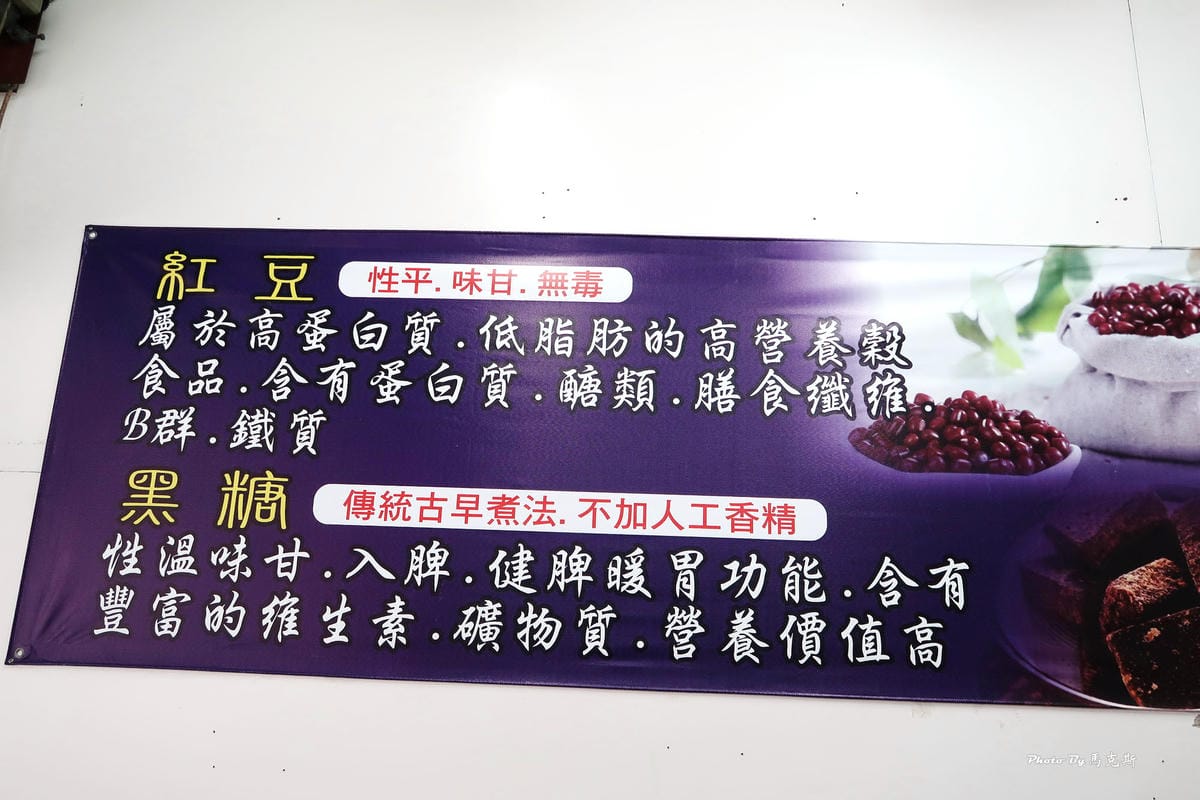 紅豆 性平.味甘.無毒
屬於高蛋白質.低脂肪的高營養穀
食品.含有蛋白質.醣類.膳食纖維.
B群.鐵質
黑糖 傳統古早煮法.不加人工香精
性溫味甘.入脾.健脾暖胃功能.含有
豐富的維生素.礦物質.營養價值高
Photo By 馬克斯